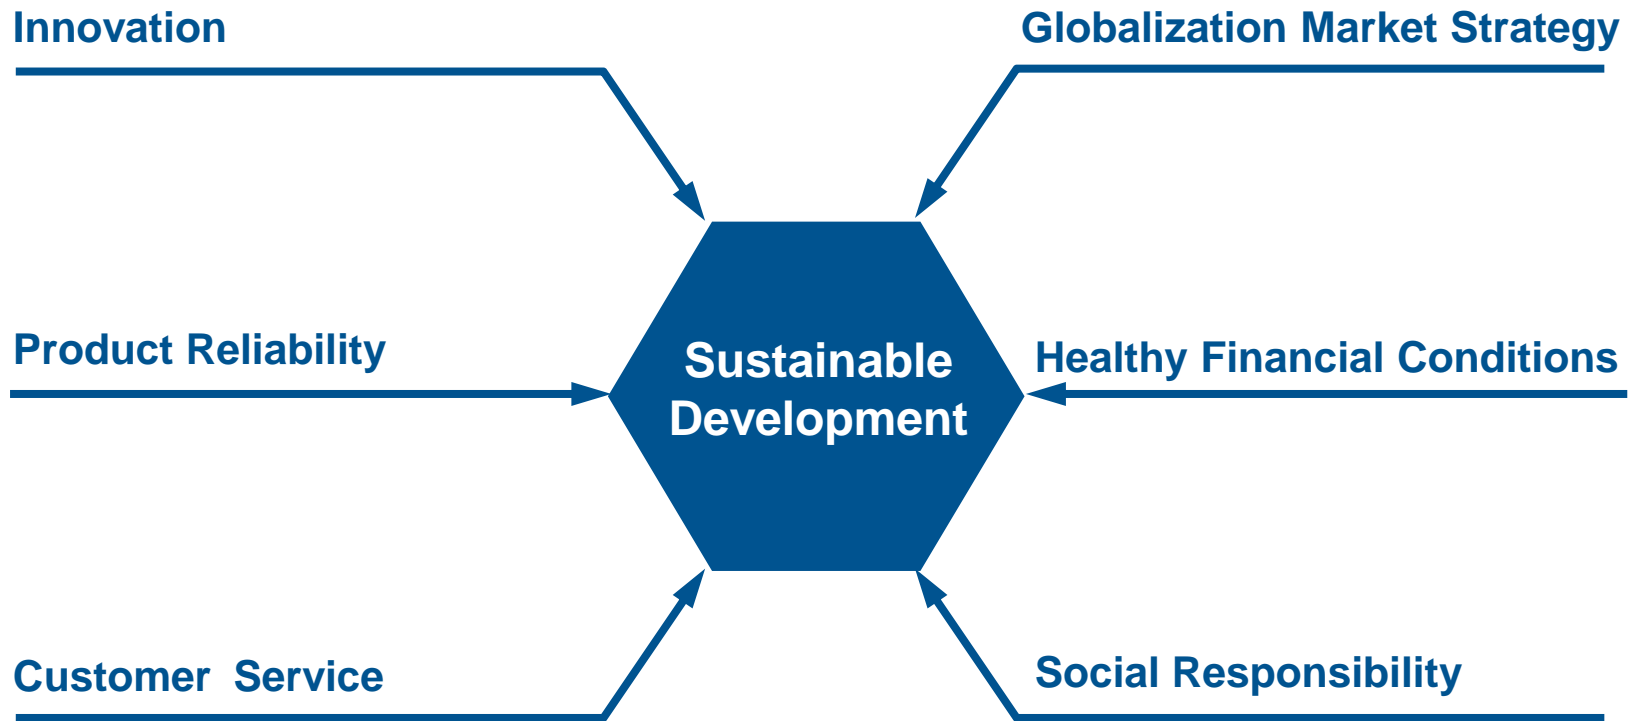 Innovation
Globalization Market Strategy
Product Reliability
Sustainable
Development
Healthy Financial Conditions
Customer  Service
Social Responsibility